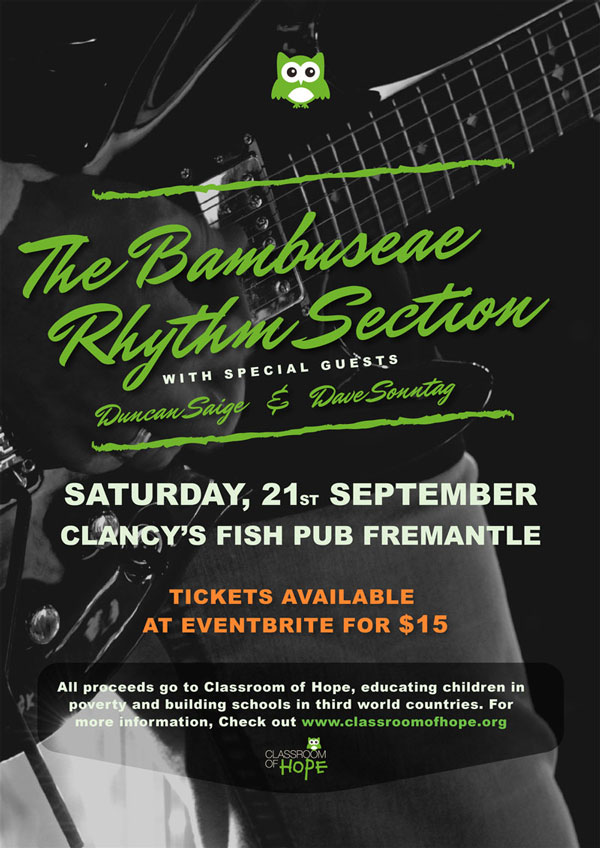 The Bambuseae
Rhythm Section
WITH SPECIAL GUESTS
Duncan Saige & Dave Sonntag
SATURDAY, 21ST SEPTEMBER
CLANCY'S FISH PUB FREMANTLE
TICKETS AVAILABLE
AT EVENTBRITE FOR $15
All proceeds go to Classroom of Hope, educating children in
poverty and building schools in third world countries. For
more information, Check out www.classroomofhope.org
CLASSROOM
OF HOPE